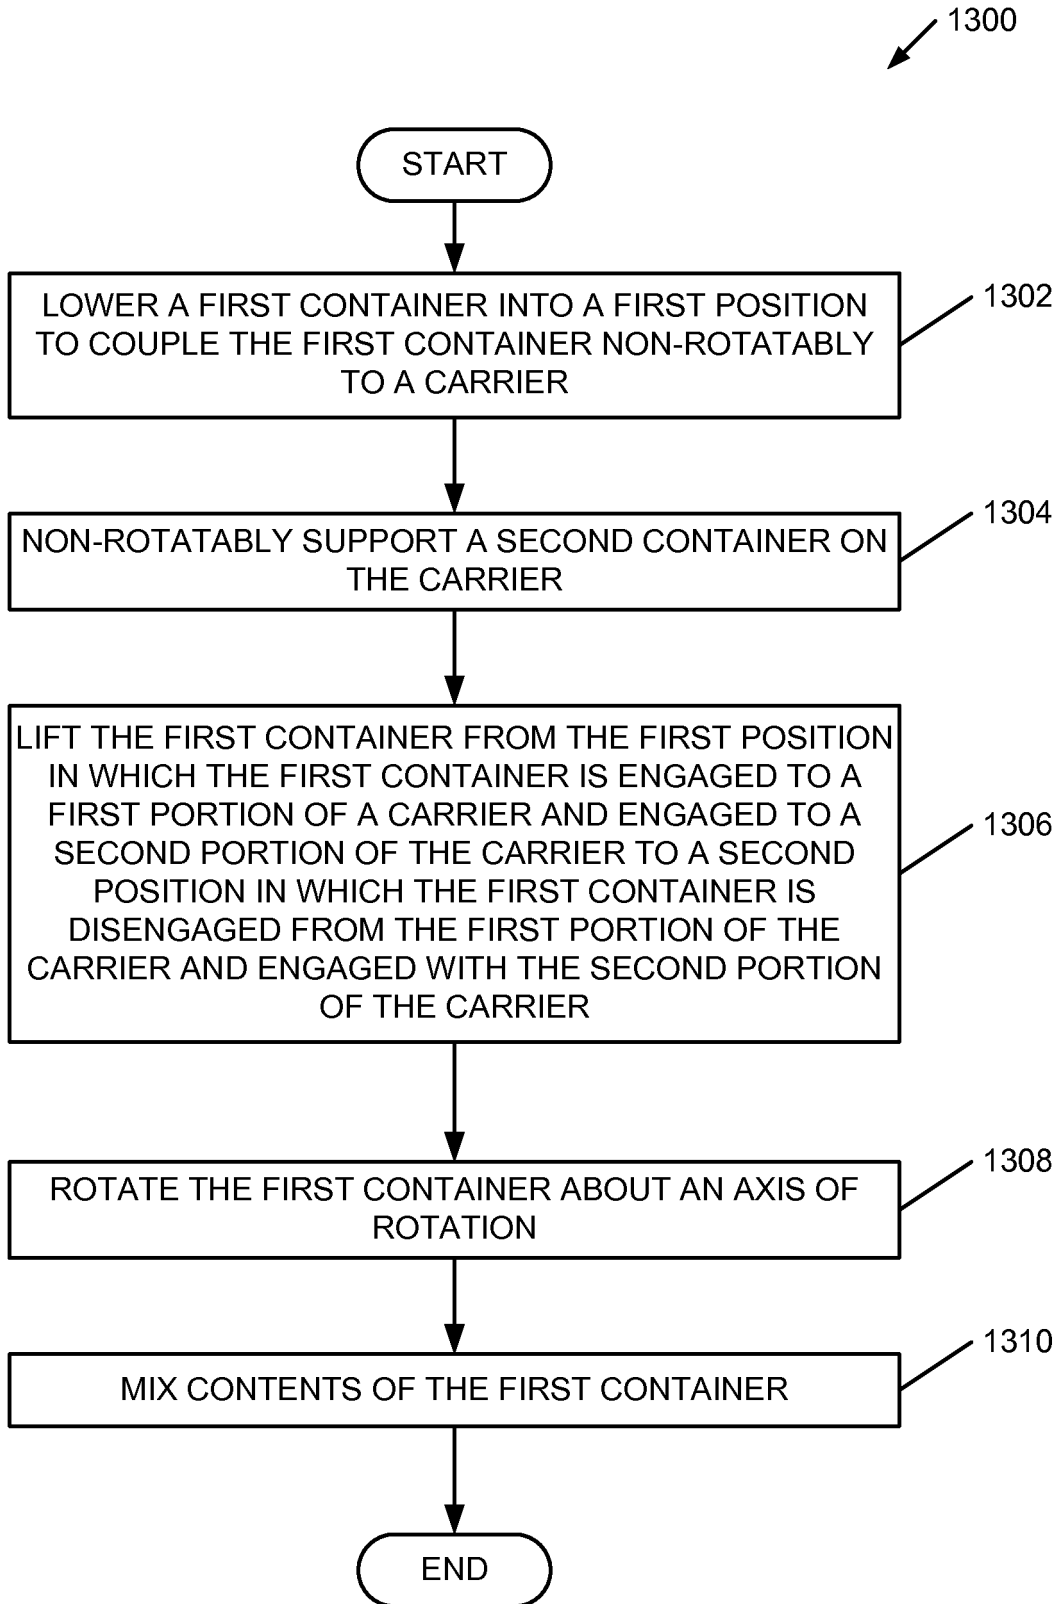 1300
START
LOWER A FIRST CONTAINER INTO A FIRST POSITION
TO COUPLE THE FIRST CONTAINER NON-ROTATABLY
TO A CARRIER
1302
NON-ROTATABLY SUPPORT A SECOND CONTAINER ON
THE CARRIER
1304
LIFT THE FIRST CONTAINER FROM THE FIRST POSITION
IN WHICH THE FIRST CONTAINER IS ENGAGED TO A
FIRST PORTION OF A CARRIER AND ENGAGED TO A
SECOND PORTION OF THE CARRIER TO A SECOND
POSITION IN WHICH THE FIRST CONTAINER IS
DISENGAGED FROM THE FIRST PORTION OF THE
CARRIER AND ENGAGED WITH THE SECOND PORTION
OF THE CARRIER
1306
ROTATE THE FIRST CONTAINER ABOUT AN AXIS OF
ROTATION
1308
MIX CONTENTS OF THE FIRST CONTAINER
1310
END